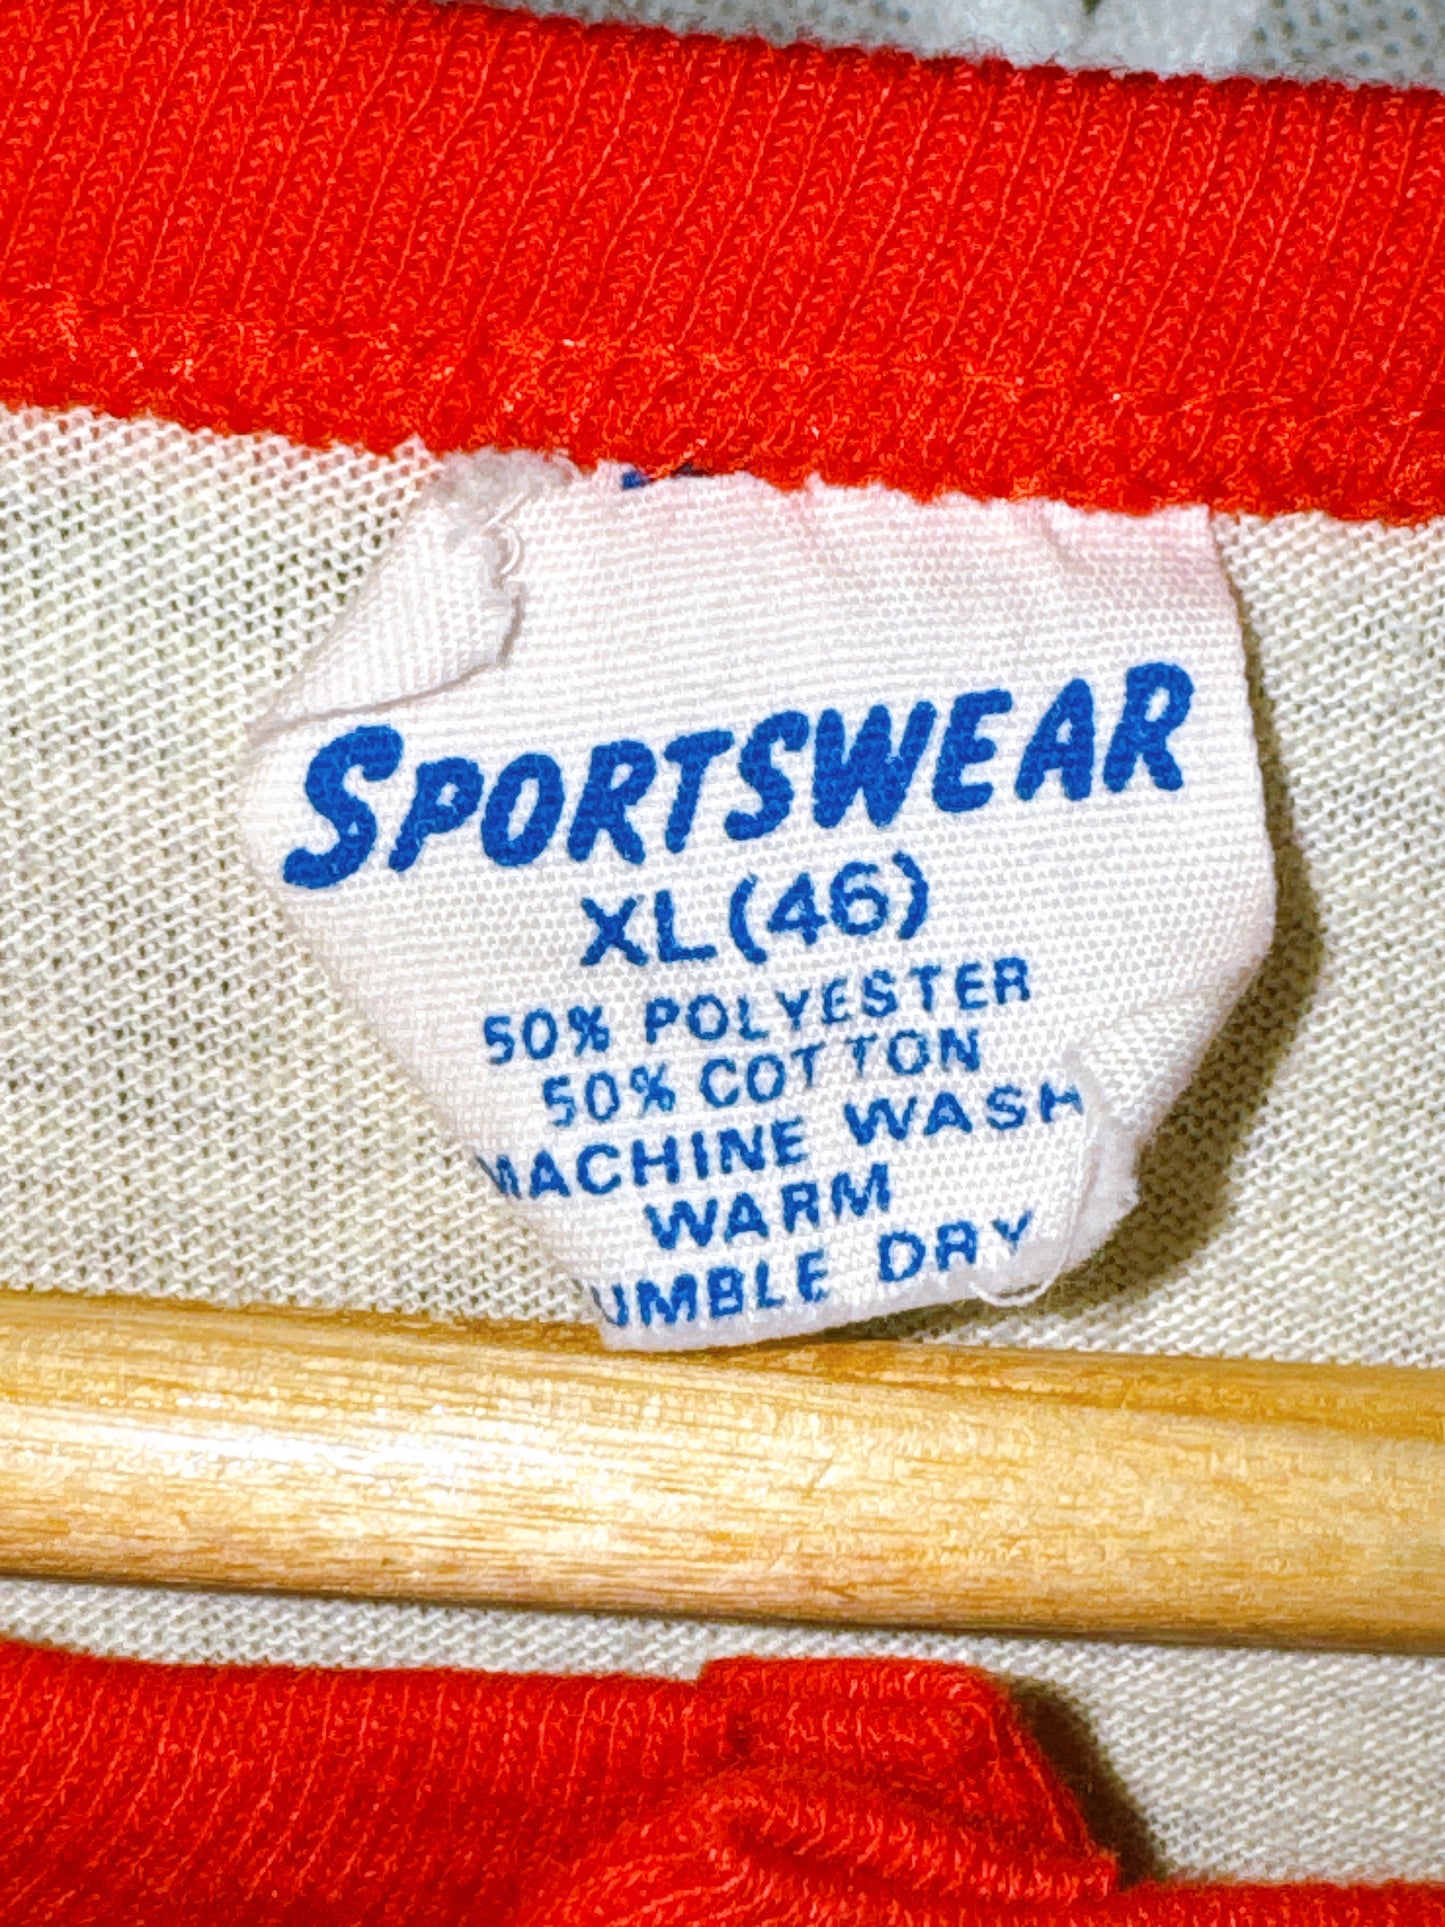 SPORTSWEAR
XL (46)
50% POLYESTER
50% COTTON
MACHINE WASH
WARM
UMBLE DRY